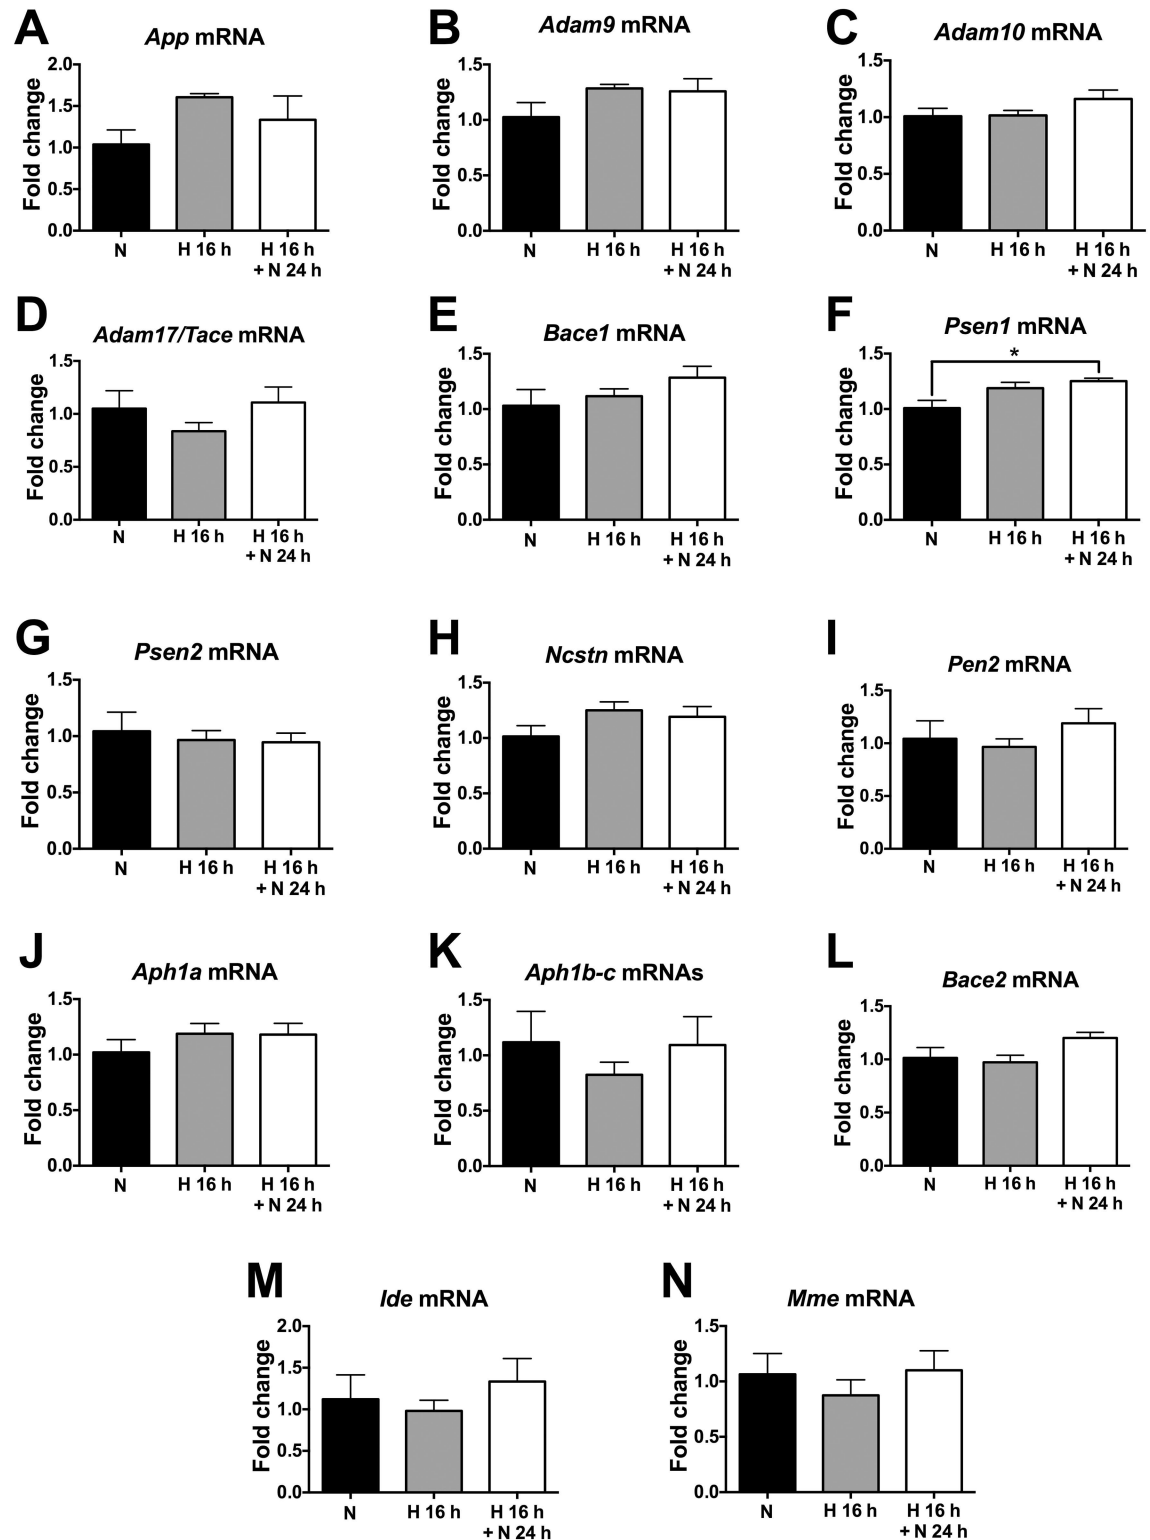 A
App mRNA
Fold change
2.0
1.5
1.0
0.5
0.0
N
H 16 h
H 16 h
+ N 24 h
B
Adam9 mRNA
Fold change
1.5
1.0
0.5
0.0
N
H 16 h
H 16 h
+ N 24 h
C
Adam10 mRNA
Fold change
1.5
1.0
0.5
0.0
N
H 16 h
H 16 h
+ N 24 h
D
Adam17/Tace mRNA
Fold change
1.5
1.0
0.5
0.0
N
H 16 h
H 16 h
+ N 24 h
E
Bace1 mRNA
Fold change
1.5
1.0
0.5
0.0
N
H 16 h
H 16 h
+ N 24 h
F
Psen1 mRNA
*
Fold change
1.5
1.0
0.5
0.0
N
H 16 h
H 16 h
+ N 24 h
G
Psen2 mRNA
Fold change
1.5
1.0
0.5
0.0
N
H 16 h
H 16 h
+ N 24 h
H
Ncstn mRNA
Fold change
1.5
1.0
0.5
0.0
N
H 16 h
H 16 h
+ N 24 h
I
Pen2 mRNA
Fold change
1.5
1.0
0.5
0.0
N
H 16 h
H 16 h
+ N 24 h
J
Aph1a mRNA
Fold change
1.5
1.0
0.5
0.0
N
H 16 h
H 16 h
+ N 24 h
K
Aph1b-c mRNAs
Fold change
1.5
1.0
0.5
0.0
N
H 16 h
H 16 h
+ N 24 h
L
Bace2 mRNA
Fold change
1.5
1.0
0.5
0.0
N
H 16 h
H 16 h
+ N 24 h
M
Ide mRNA
Fold change
2.0
1.5
1.0
0.5
0.0
N
H 16 h
H 16 h
+ N 24 h
N
Mme mRNA
Fold change
1.5
1.0
0.5
0.0
N
H 16 h
H 16 h
+ N 24 h